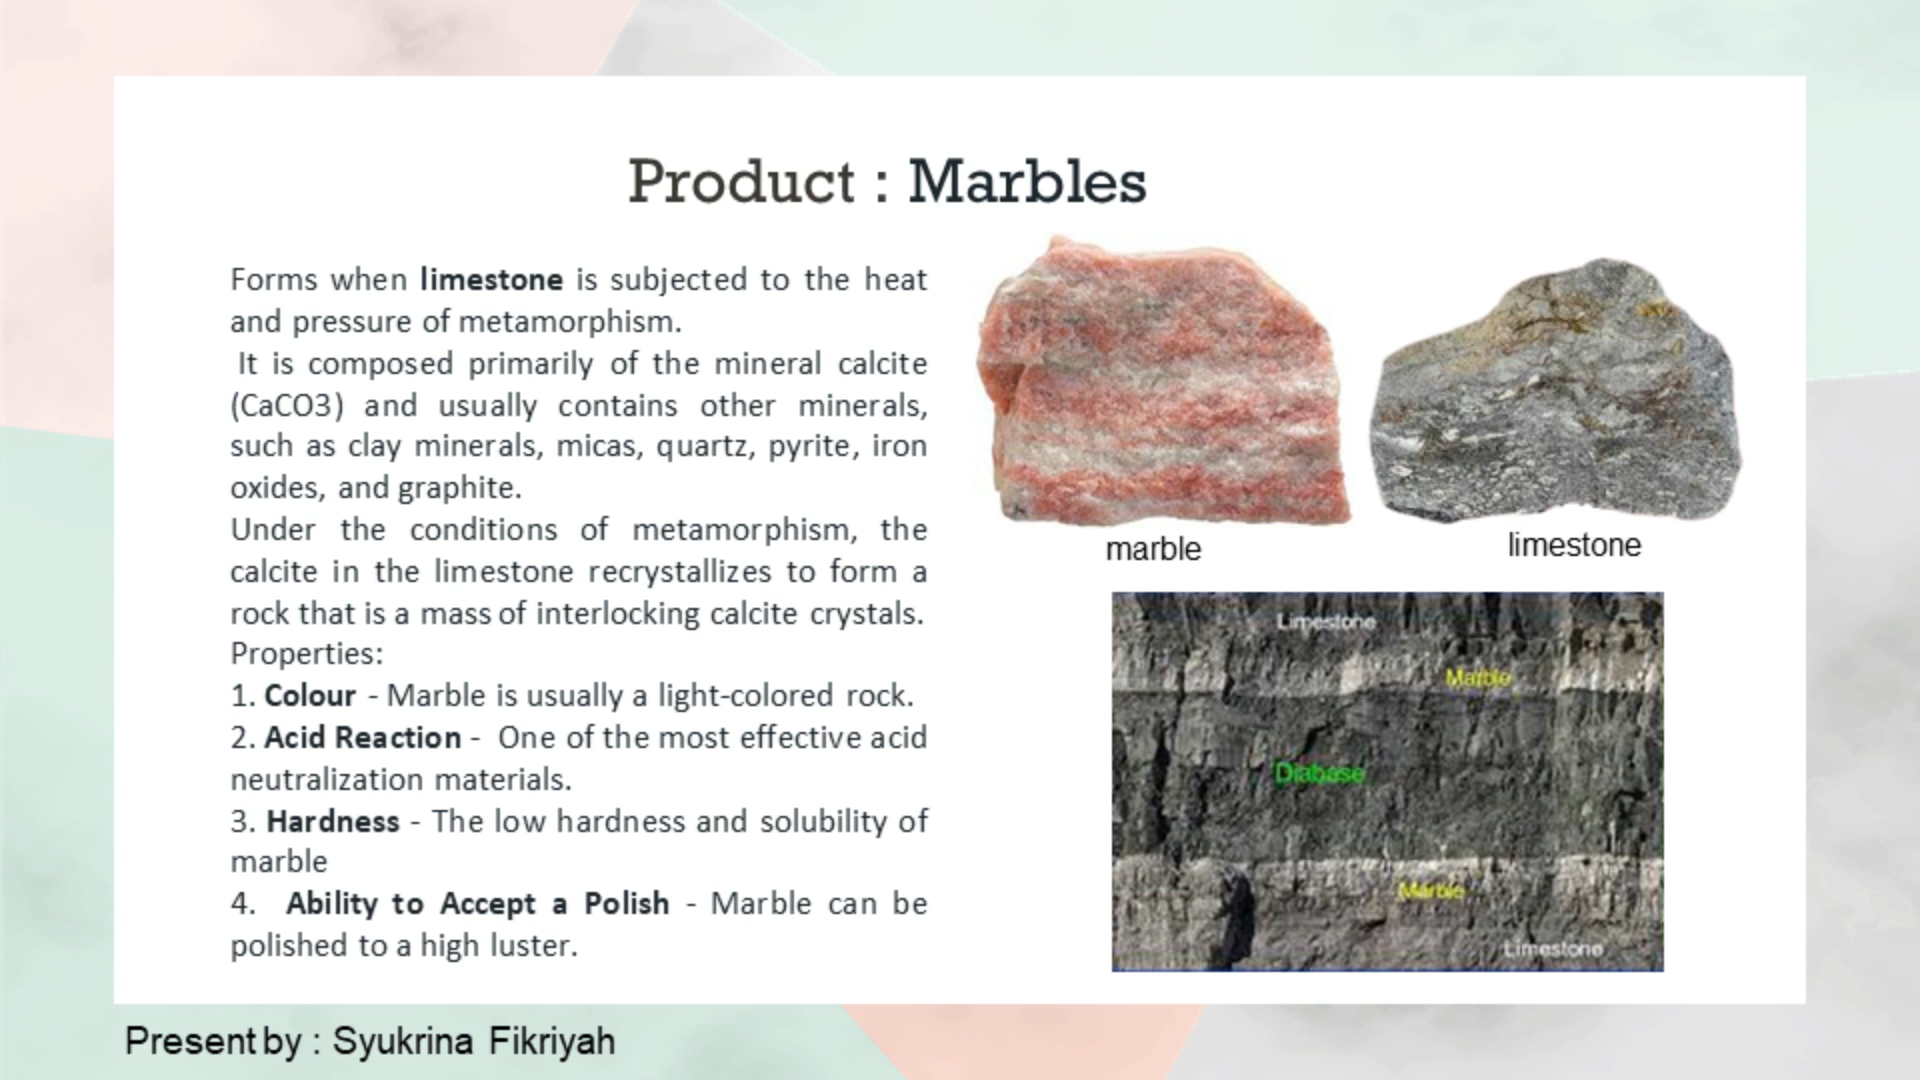 Product : Marbles
Forms when limestone is subjected to the heat
and pressure of metamorphism.
It is composed primarily of the mineral calcite
(CaCO3) and usually contains other minerals,
such as clay minerals, micas, quartz, pyrite, iron
oxides, and graphite.
Under the conditions of metamorphism, the
calcite in the limestone recrystallizes to form a
rock that is a mass of interlocking calcite crystals.
Properties:
1. Colour - Marble is usually a light-colored rock.
2. Acid Reaction - One of the most effective acid
neutralization materials.
3. Hardness - The low hardness and solubility of
marble
4. Ability to Accept a Polish - Marble can be
polished to a high luster.
marble
limestone
Limestone
Marble
Diabase
Marble
Limestone
Present by : Syukrina Fikriyah